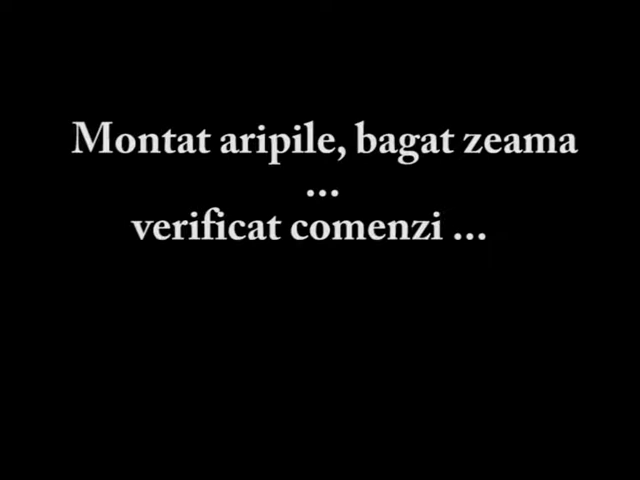 Montat aripile, bagat zeama
...
verificat comenzi ...